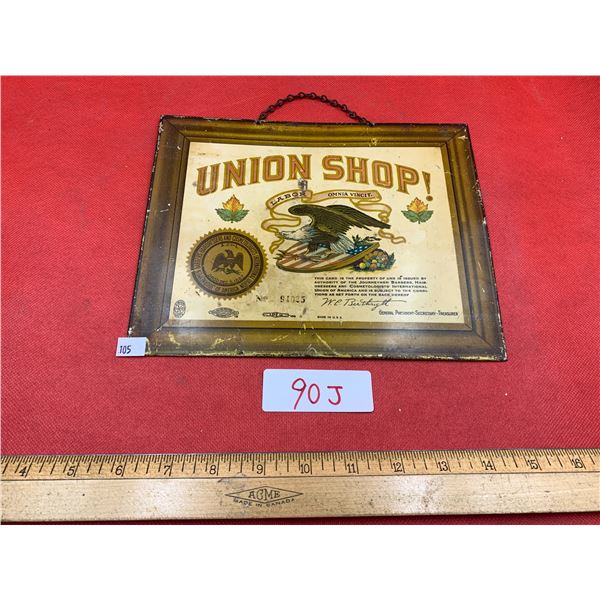 UNION SHOP!
LABOR OMNIA VINCIT.
THIS CARD IS THE PROPERTY OF AND IS ISSUED BY
AUTHORITY OF THE JOURNEYMEN BARBERS, HAIR-
DRESSERS AND COSMETOLOGISTS' INTERNATIONAL
UNION OF AMERICA AND IS SUBJECT TO THE CONDI-
TIONS AS SET FORTH ON THE BACK HEREOF
No. 91035
GENERAL PRESIDENT-SECRETARY-TREASURER
MADE IN U.S.A.
105
90J
4 5 6 7 8 9 10 11 12 13 14 15 16
ACME
MADE IN CANADA